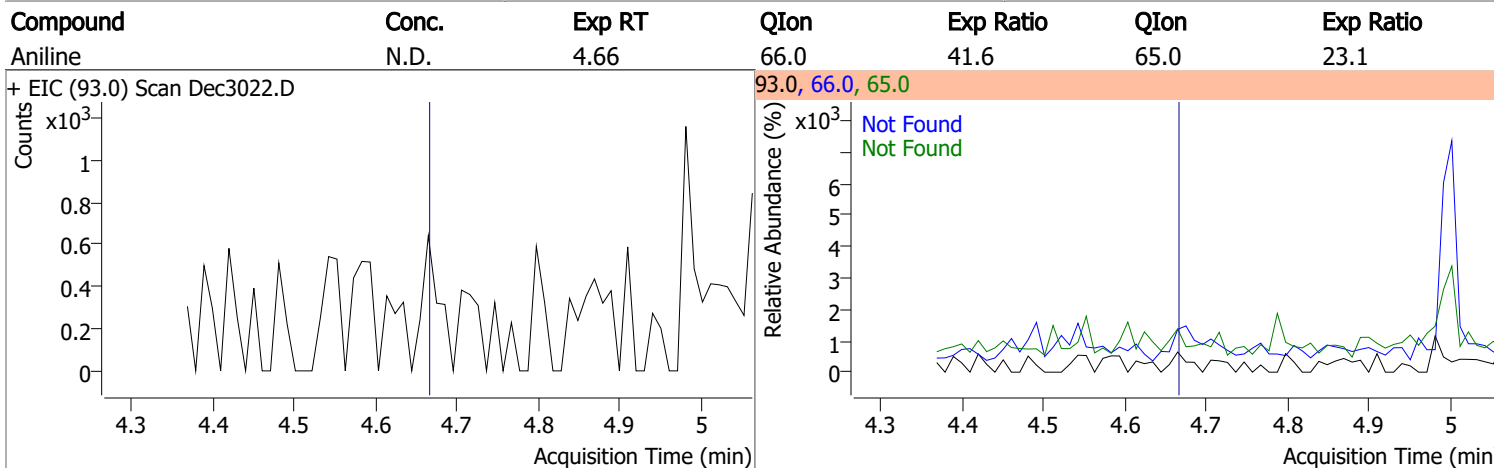 Compound Conc. Exp RT QIon Exp Ratio QIon Exp Ratio
Aniline N.D. 4.66 66.0 41.6 65.0 23.1
+ EIC (93.0) Scan Dec3022.D
Counts
x10³
1
0.8
0.6
0.4
0.2
0
4.3 4.4 4.5 4.6 4.7 4.8 4.9 5
Acquisition Time (min)
93.0, 66.0, 65.0
Relative Abundance (%)
x10³
Not Found
Not Found
6
5
4
3
2
1
0
4.3 4.4 4.5 4.6 4.7 4.8 4.9 5
Acquisition Time (min